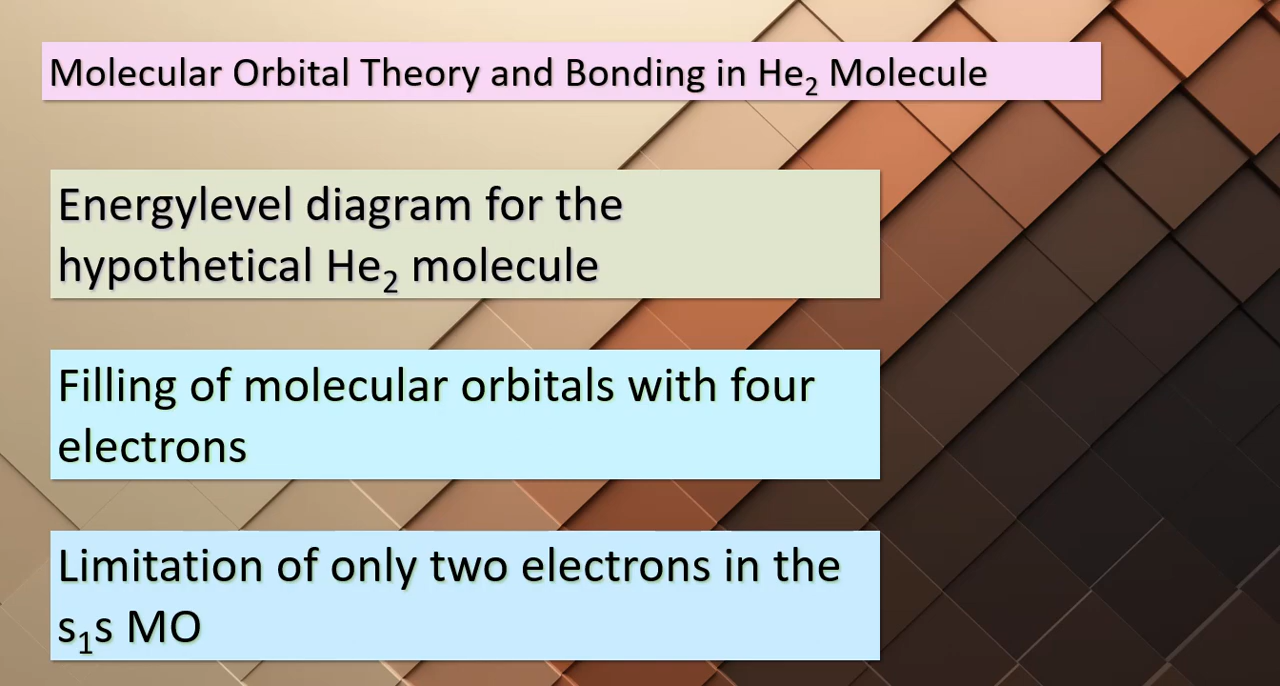 Molecular Orbital Theory and Bonding in He₂ Molecule
Energylevel diagram for the
hypothetical He₂ molecule
Filling of molecular orbitals with four
electrons
Limitation of only two electrons in the
s₁s MO